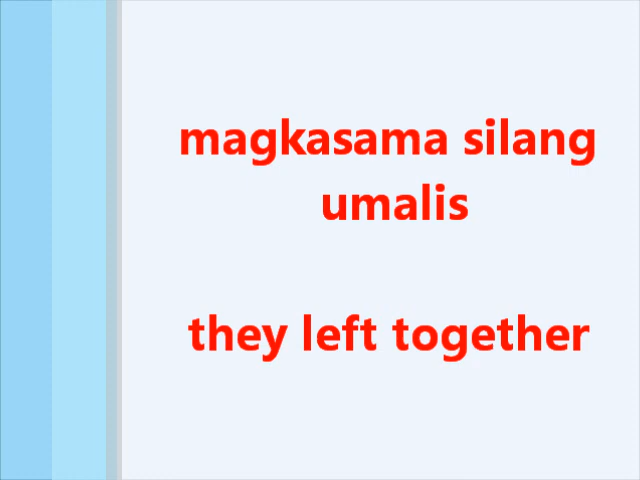 magkasama silang
umalis
they left together